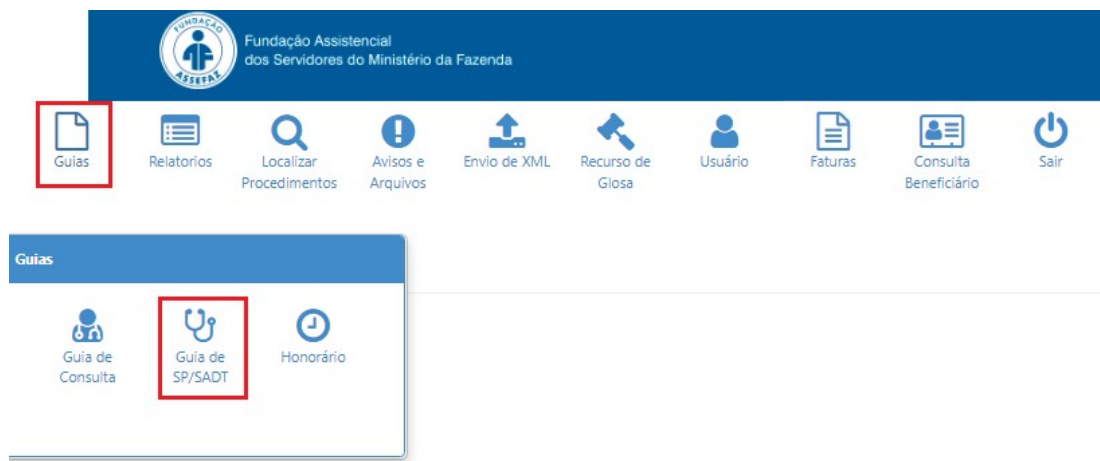 FUNDAÇÃO
ASSEFAZ
Fundação Assistencial
dos Servidores do Ministério da Fazenda
Guias
Relatorios
Localizar
Procedimentos
Avisos e
Arquivos
Envio de XML
Recurso de
Glosa
Usuário
Faturas
Consulta
Beneficiário
Sair
Guias
Guia de
Consulta
Guia de
SP/SADT
Honorário